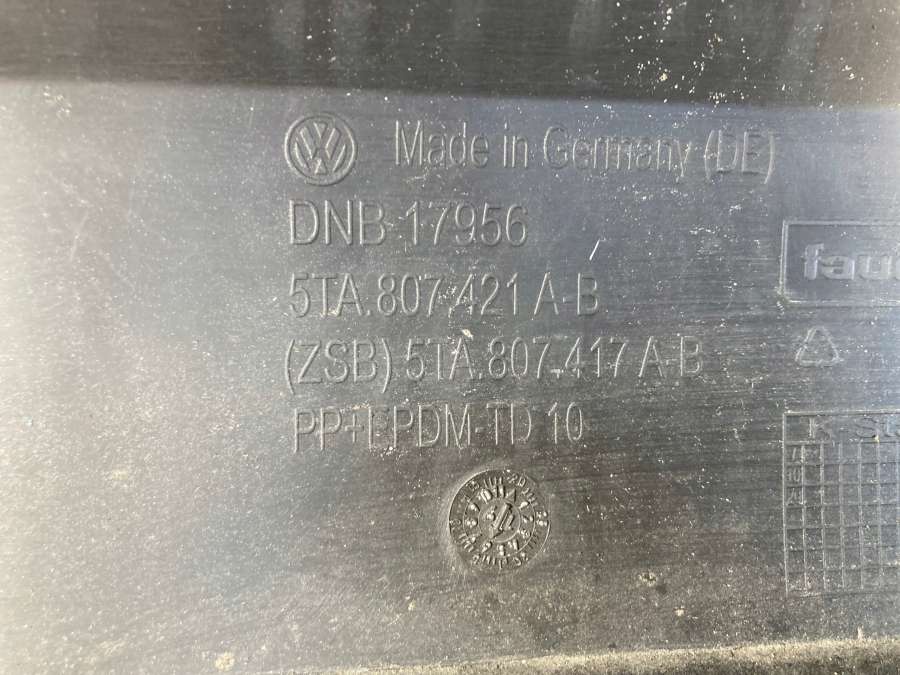 Made in Germany (DE)
DNB 17956
5TA.807.421 A-B
(ZSB) 5TA.807.417 A-B
PP+EPDM-TD 10